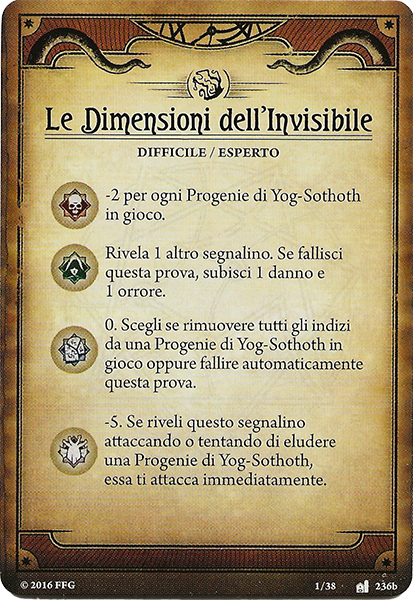 Le Dimensioni dell'Invisibile
DIFFICILE / ESPERTO
-2 per ogni Progenie di Yog-Sothoth
in gioco.
Rivela 1 altro segnalino. Se fallisci
questa prova, subisci 1 danno e
1 orrore.
0. Scegli se rimuovere tutti gli indizi
da una Progenie di Yog-Sothoth in
gioco oppure fallire automaticamente
questa prova.
-5. Se riveli questo segnalino
attaccando o tentando di eludere
una Progenie di Yog-Sothoth,
essa ti attacca immediatamente.
© 2016 FFG 1/38 236b